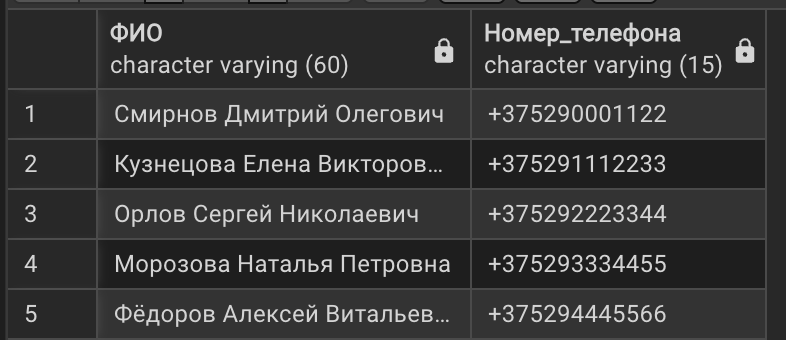 ФИО Номер_телефона
character varying (60) character varying (15)
1 Смирнов Дмитрий Олегович +375290001122
2 Кузнецова Елена Викторов… +375291112233
3 Орлов Сергей Николаевич +375292223344
4 Морозова Наталья Петровна +375293334455
5 Фёдоров Алексей Витальев… +375294445566